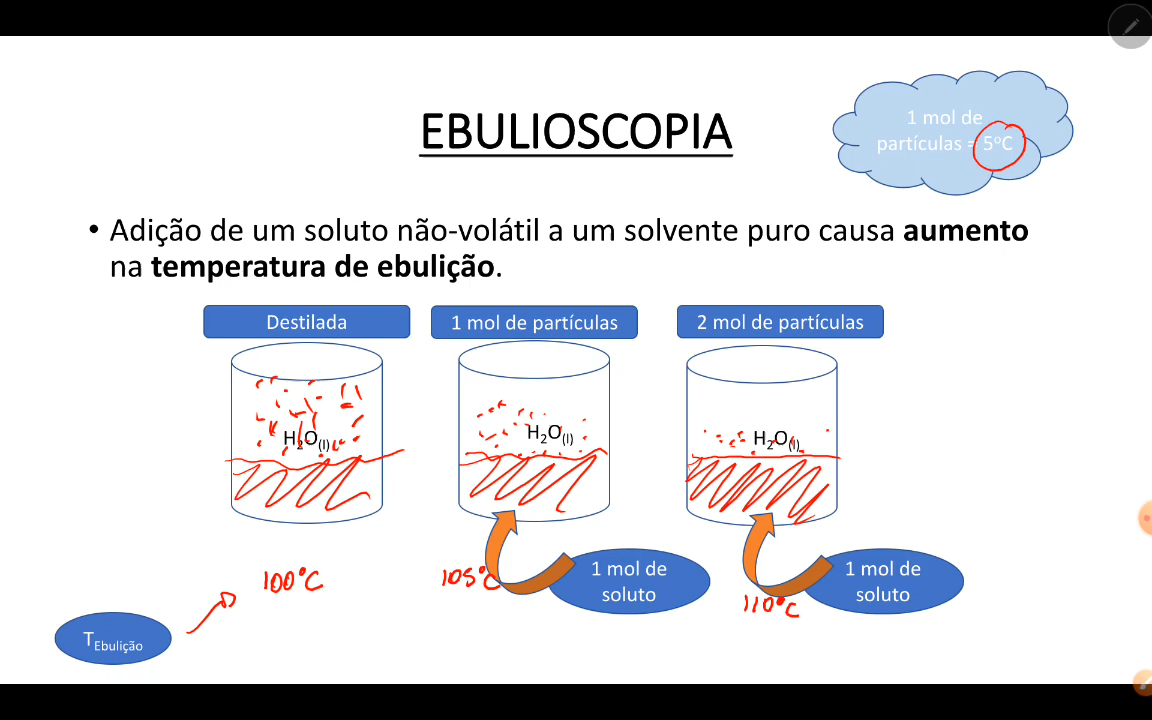 EBULIOSCOPIA
1 mol de
partículas = 5ºC
• Adição de um soluto não-volátil a um solvente puro causa aumento
na temperatura de ebulição.
Destilada
1 mol de partículas
2 mol de partículas
H₂O(l)
H₂O(l)
H₂O(l)
100°C
105°C
110°C
1 mol de
soluto
1 mol de
soluto
TEbulição